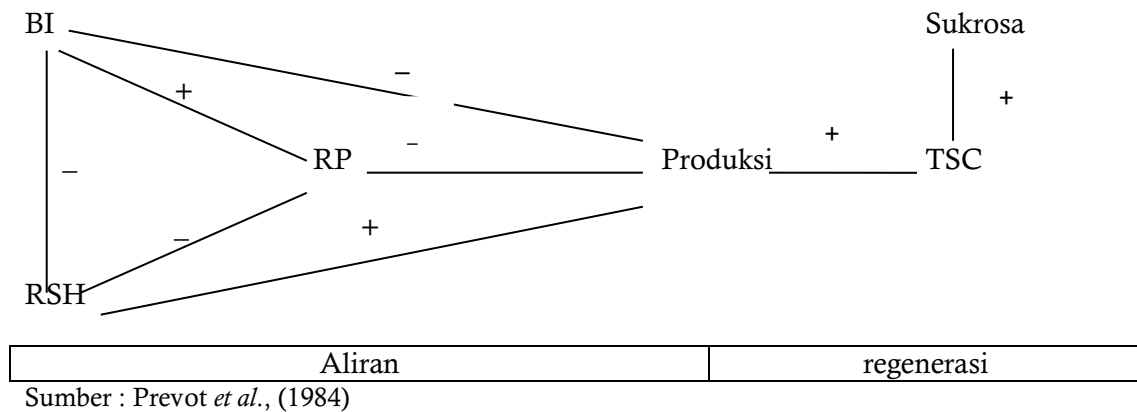 BI Sukrosa
–
+ +
– +
RP Produksi TSC
–
– +
RSH
Aliran regenerasi
Sumber : Prevot et al., (1984)